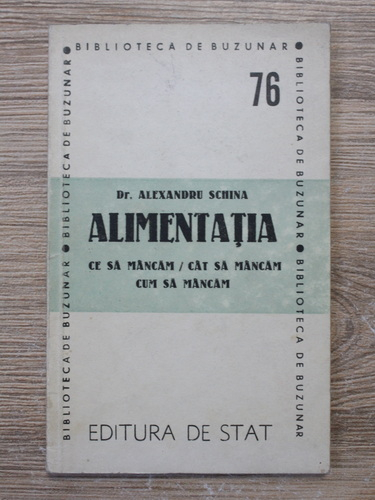 ● BIBLIOTECA DE BUZUNAR ●
BIBLIOTECA DE BUZUNAR ● BIBLIOTECA DE BUZUNAR ●
BIBLIOTECA DE BUZUNAR ● BIBLIOTECA DE BUZUNAR
76
Dr. ALEXANDRU SCHINA
ALIMENTAȚIA
CE SĂ MÂNCĂM / CÂT SĂ MÂNCĂM
CUM SĂ MÂNCĂM
EDITURA DE STAT